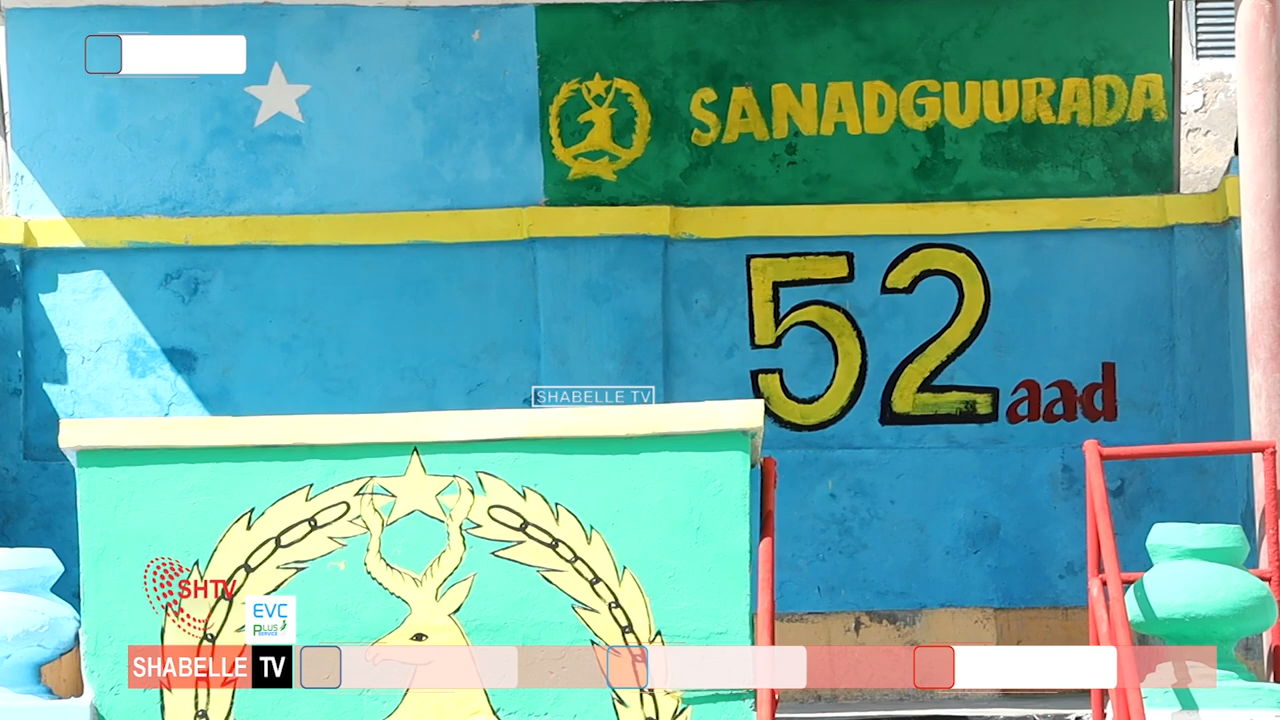 SANADGUURADA
52aad
SHABELLE TV
SHTV
EVC
PLUS
SERVICE
SHABELLE TV